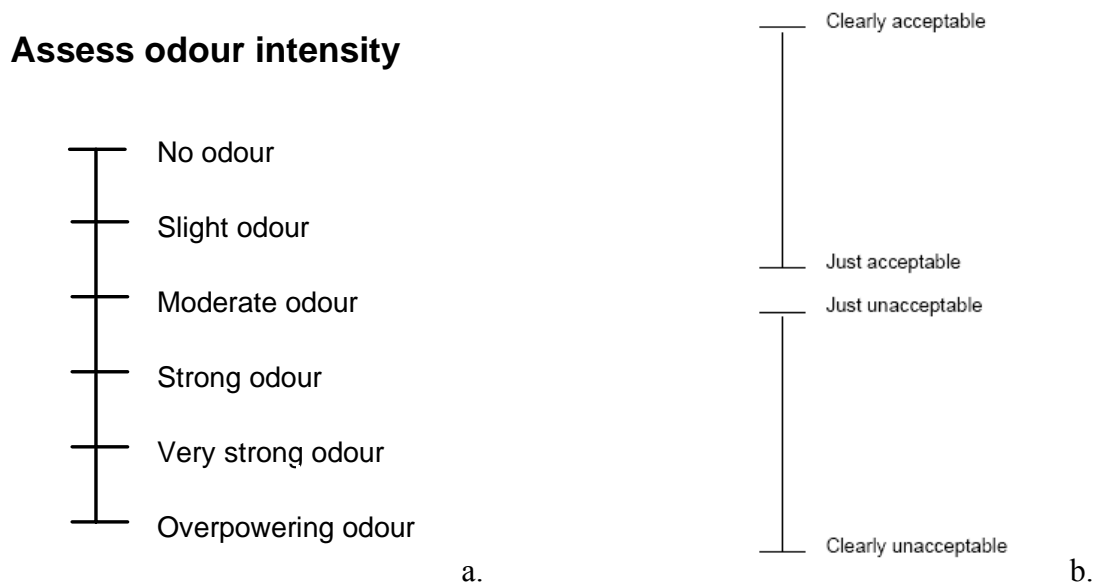 Assess odour intensity
No odour
Slight odour
Moderate odour
Strong odour
Very strong odour
Overpowering odour
a.
Clearly acceptable
Just acceptable
Just unacceptable
Clearly unacceptable
b.